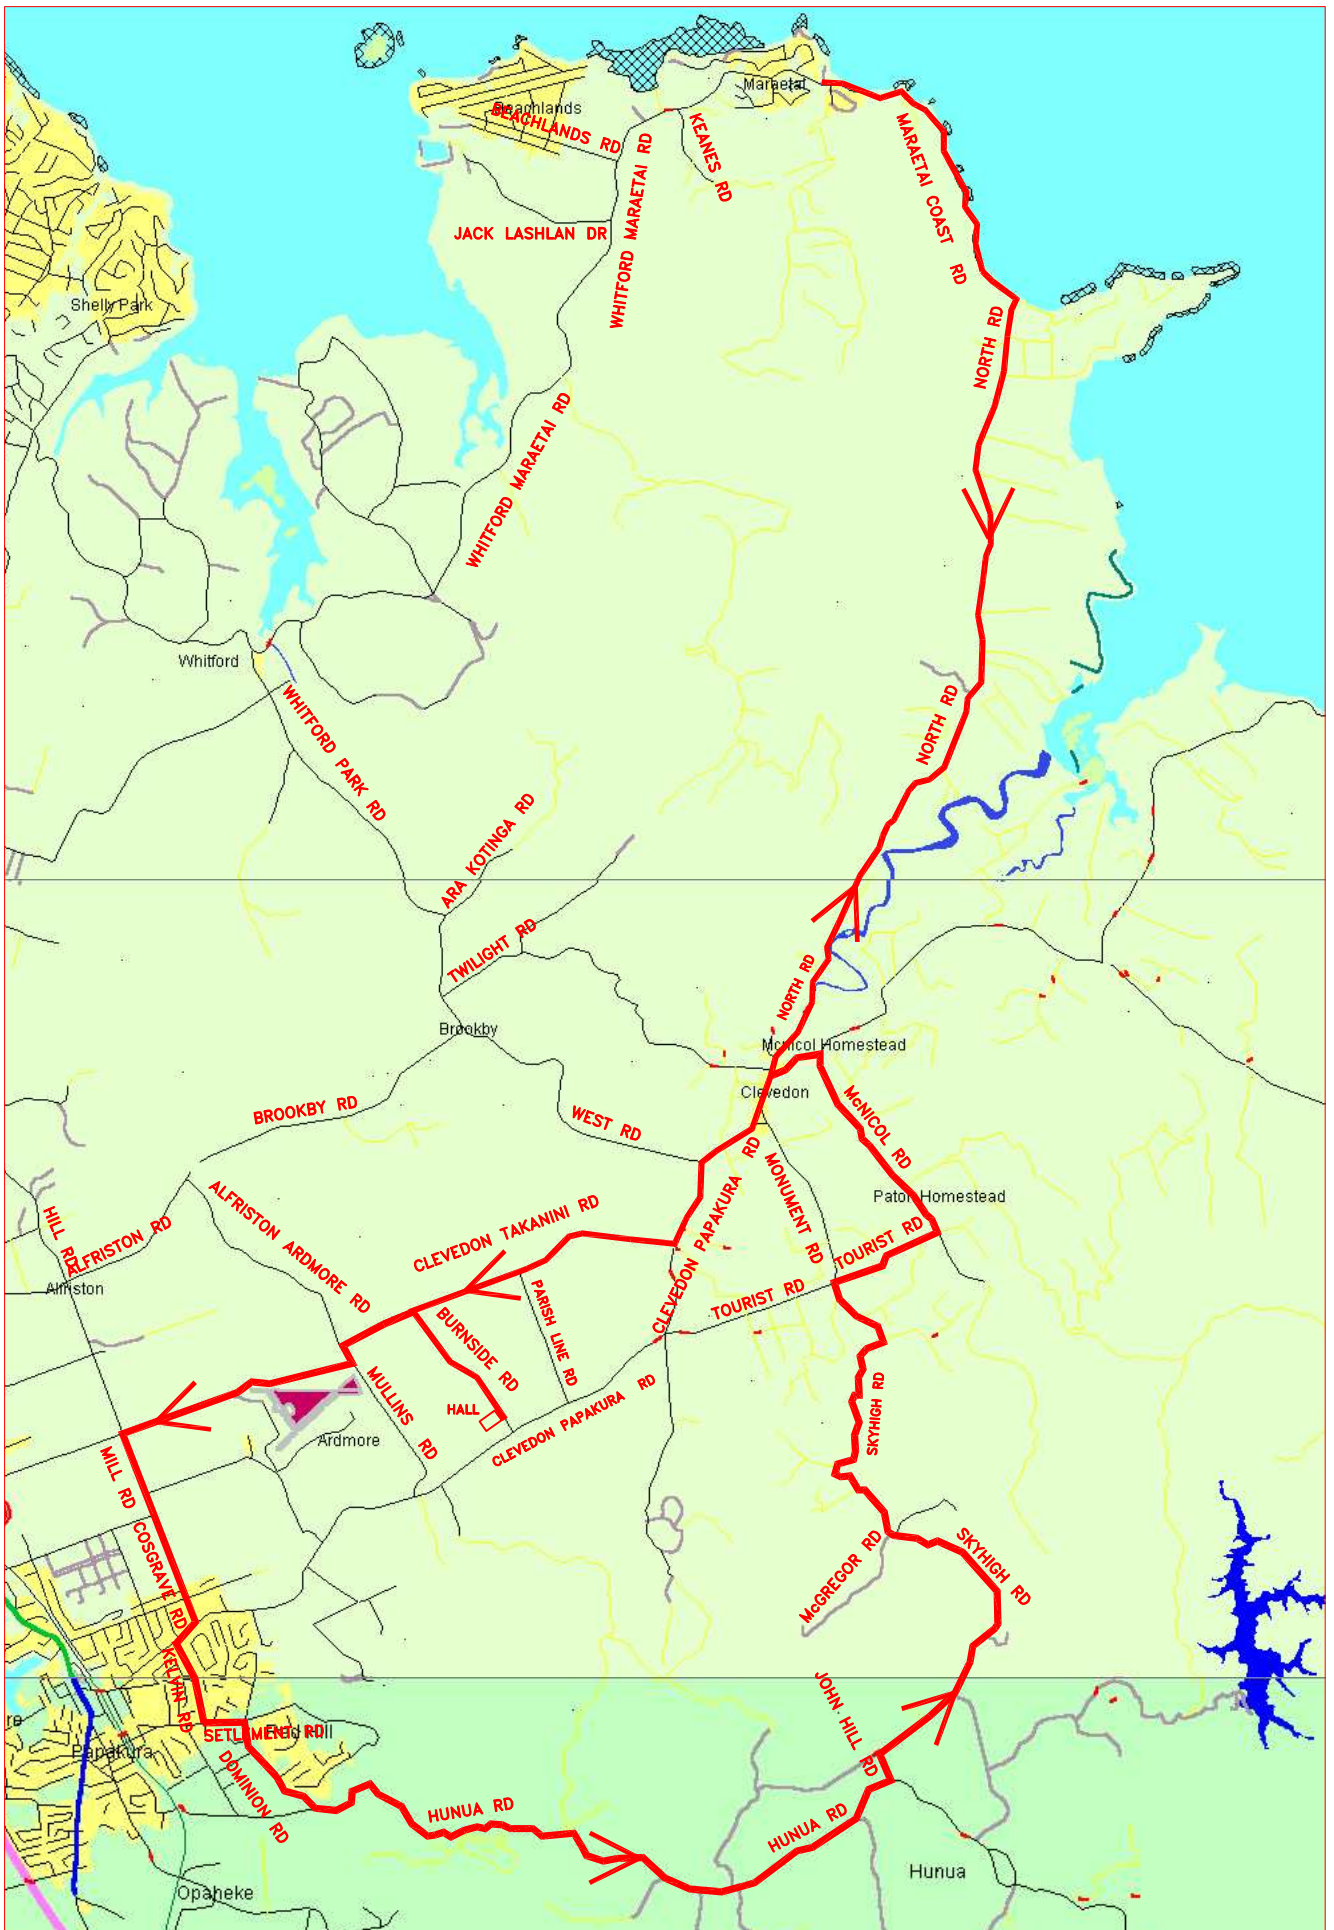 Maraetai
Beachlands
BEACHLANDS RD
KEANES RD
WHITFORD MARAETAI RD
MARAETAI COAST RD
JACK LASHLAN DR
Shelly Park
NORTH RD
WHITFORD MARAETAI RD
Whitford
WHITFORD PARK RD
NORTH RD
ARA KOTINGA RD
TWILIGHT RD
NORTH RD
Brookby
Mcnicol Homestead
Clevedon
BROOKBY RD
WEST RD
McNICOL RD
CLEVEDON PAPAKURA RD
MONUMENT RD
Paton Homestead
ALFRISTON ARDMORE RD
HILL RD
ALFRISTON RD
CLEVEDON TAKANINI RD
TOURIST RD
Alfriston
TOURIST RD
PARISH LINE RD
BURNSIDE RD
MULLINS RD
HALL
SKYHIGH RD
Ardmore
CLEVEDON PAPAKURA RD
MILL RD
COSGRAVE RD
McGREGOR RD
SKYHIGH RD
KELVIN RD
JOHN HILL RD
re
SETLEMENT RD
Red Hill
Papakura
DOMINION RD
HUNUA RD
HUNUA RD
Hunua
Opaheke